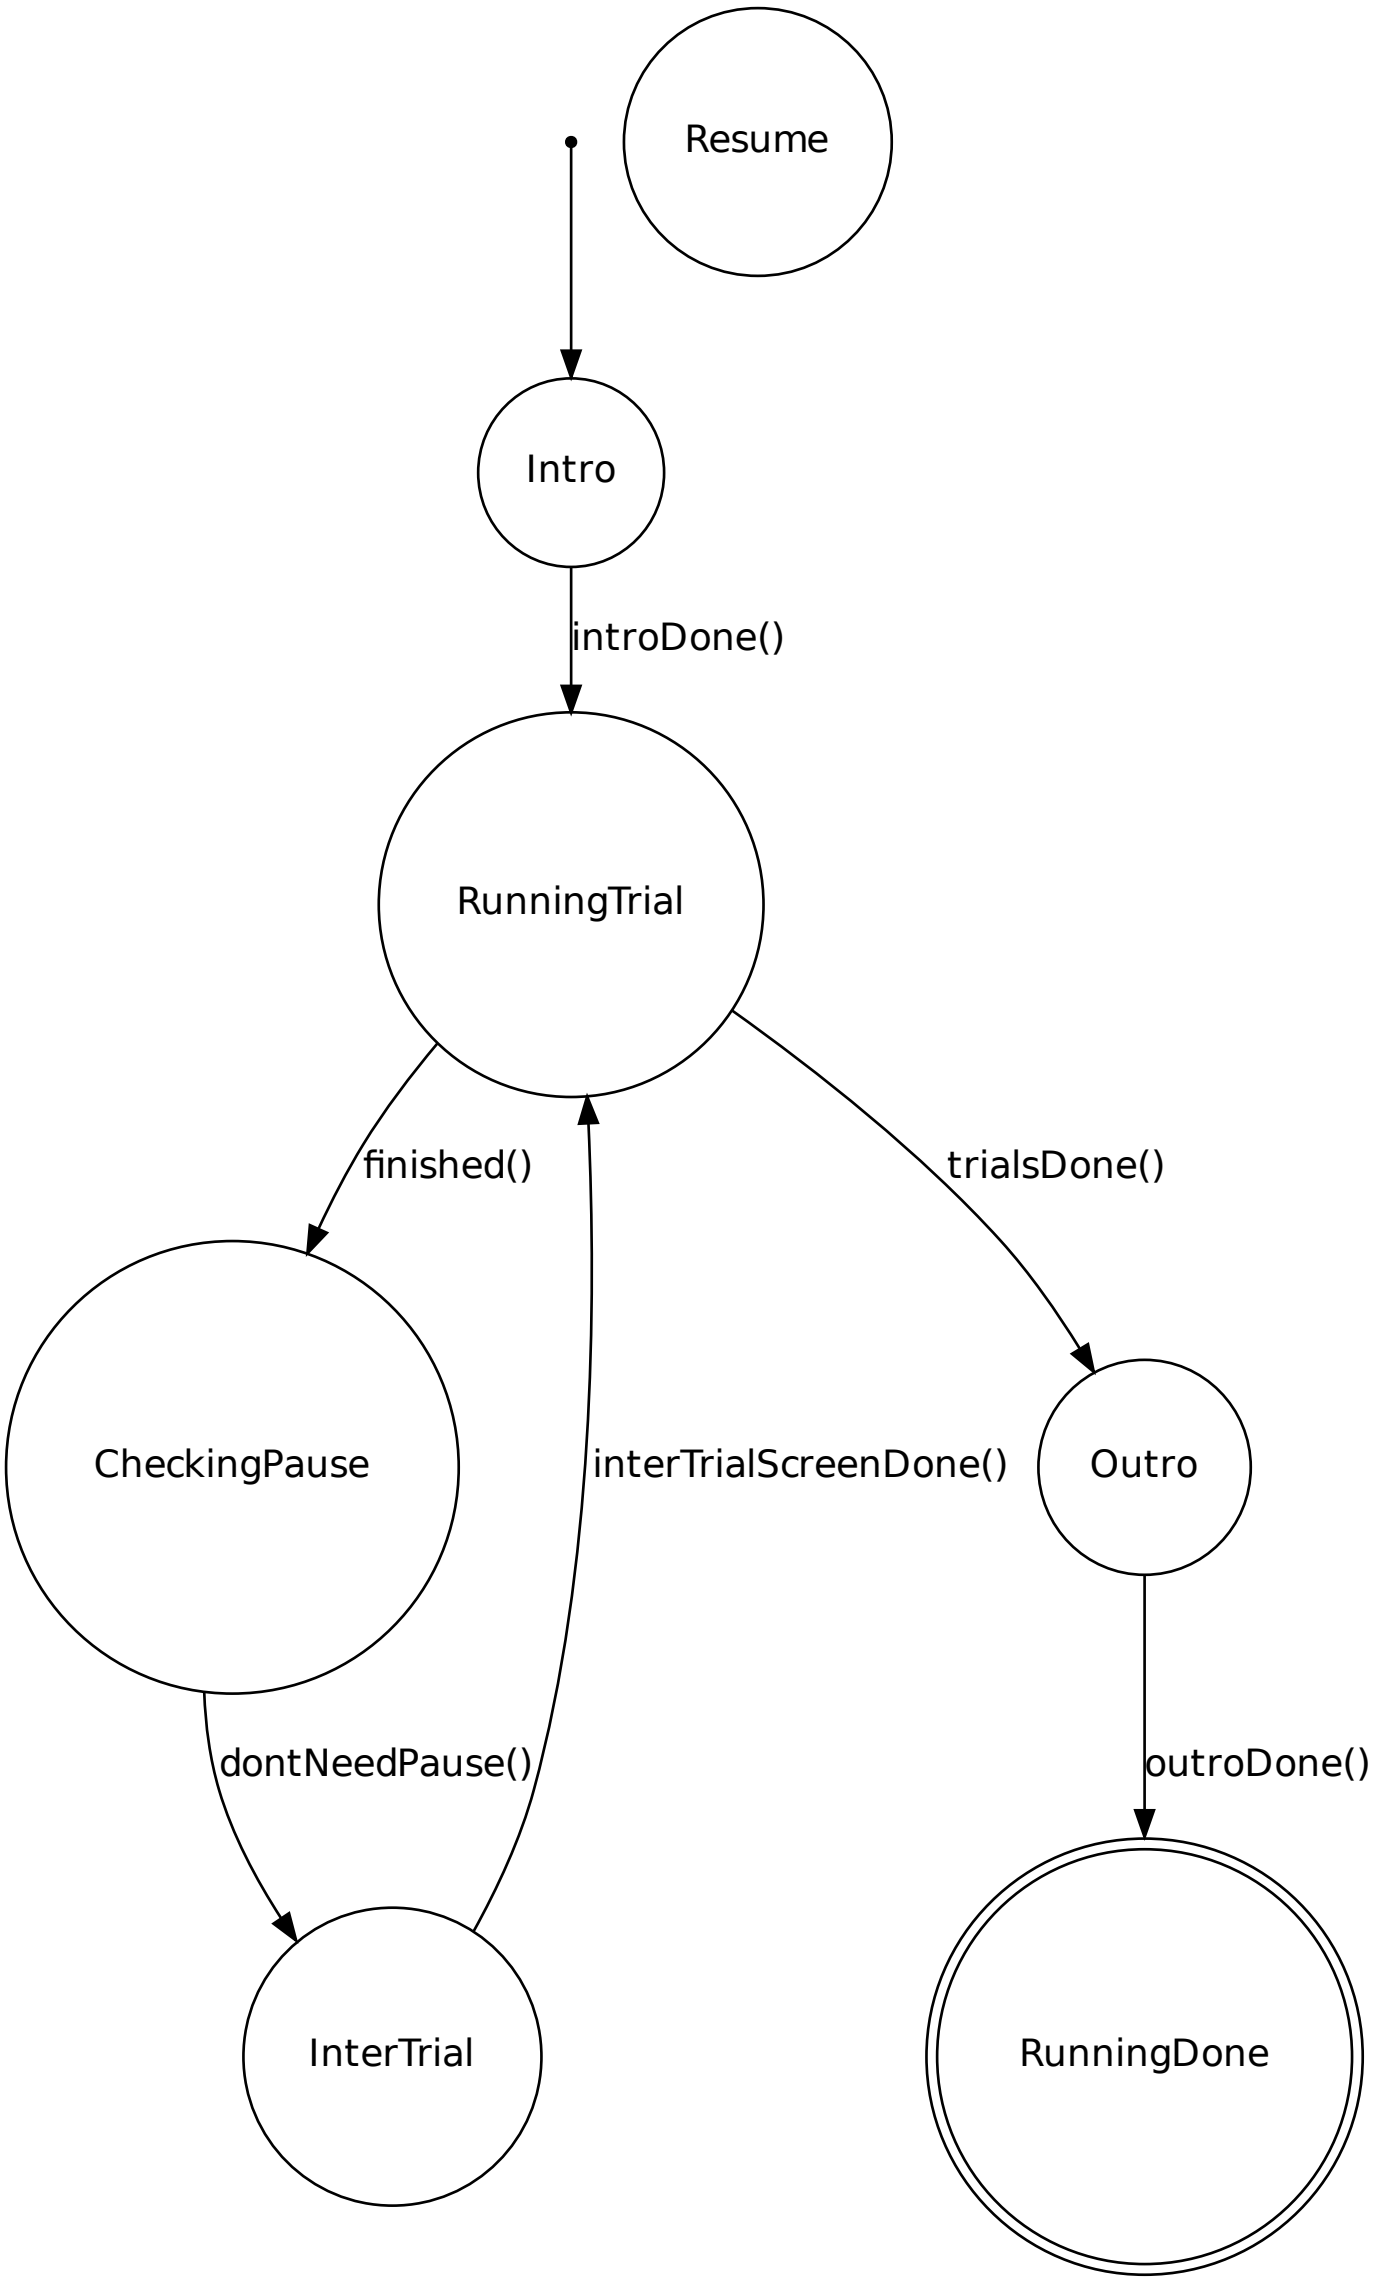 Resume
Intro
introDone()
RunningTrial
finished()
trialsDone()
CheckingPause
interTrialScreenDone()
Outro
dontNeedPause()
outroDone()
InterTrial
RunningDone